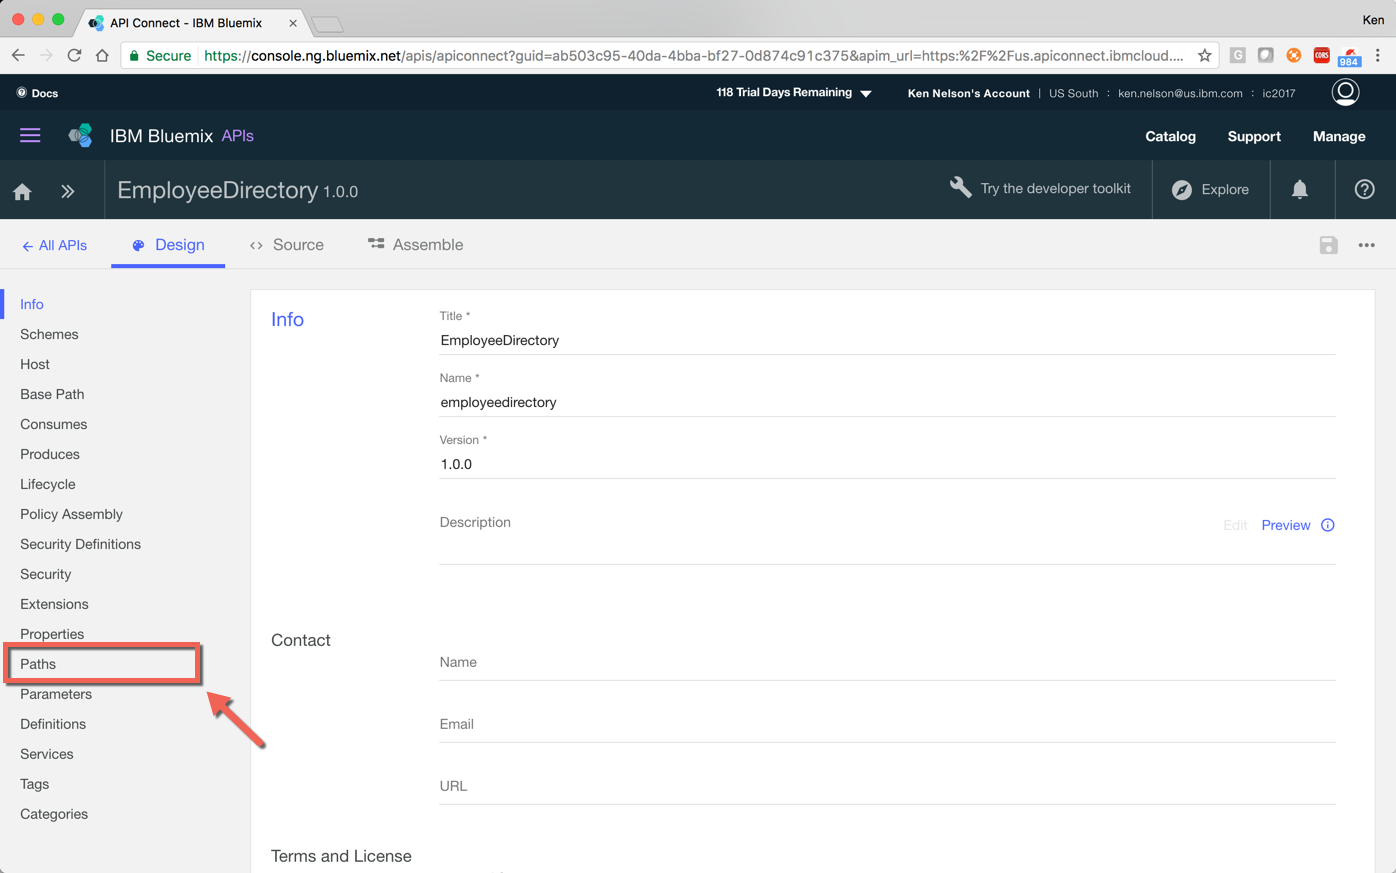 API Connect - IBM Bluemix
Ken
Secure https://console.ng.bluemix.net/apis/apiconnect?guid=ab503c95-40da-4bba-bf27-0d874c91c375&apim_url=https:%2F%2Fus.apiconnect.ibmcloud....
G
CORS
984
Docs
118 Trial Days Remaining
Ken Nelson's Account | US South : ken.nelson@us.ibm.com : ic2017
IBM Bluemix APIs
Catalog Support Manage
EmployeeDirectory 1.0.0
Try the developer toolkit
Explore
← All APIs
Design
Source
Assemble
Info
Schemes
Host
Base Path
Consumes
Produces
Lifecycle
Policy Assembly
Security Definitions
Security
Extensions
Properties
Paths
Parameters
Definitions
Services
Tags
Categories
Info
Title *
EmployeeDirectory
Name *
employeedirectory
Version *
1.0.0
Description
Edit Preview
Contact
Name
Email
URL
Terms and License